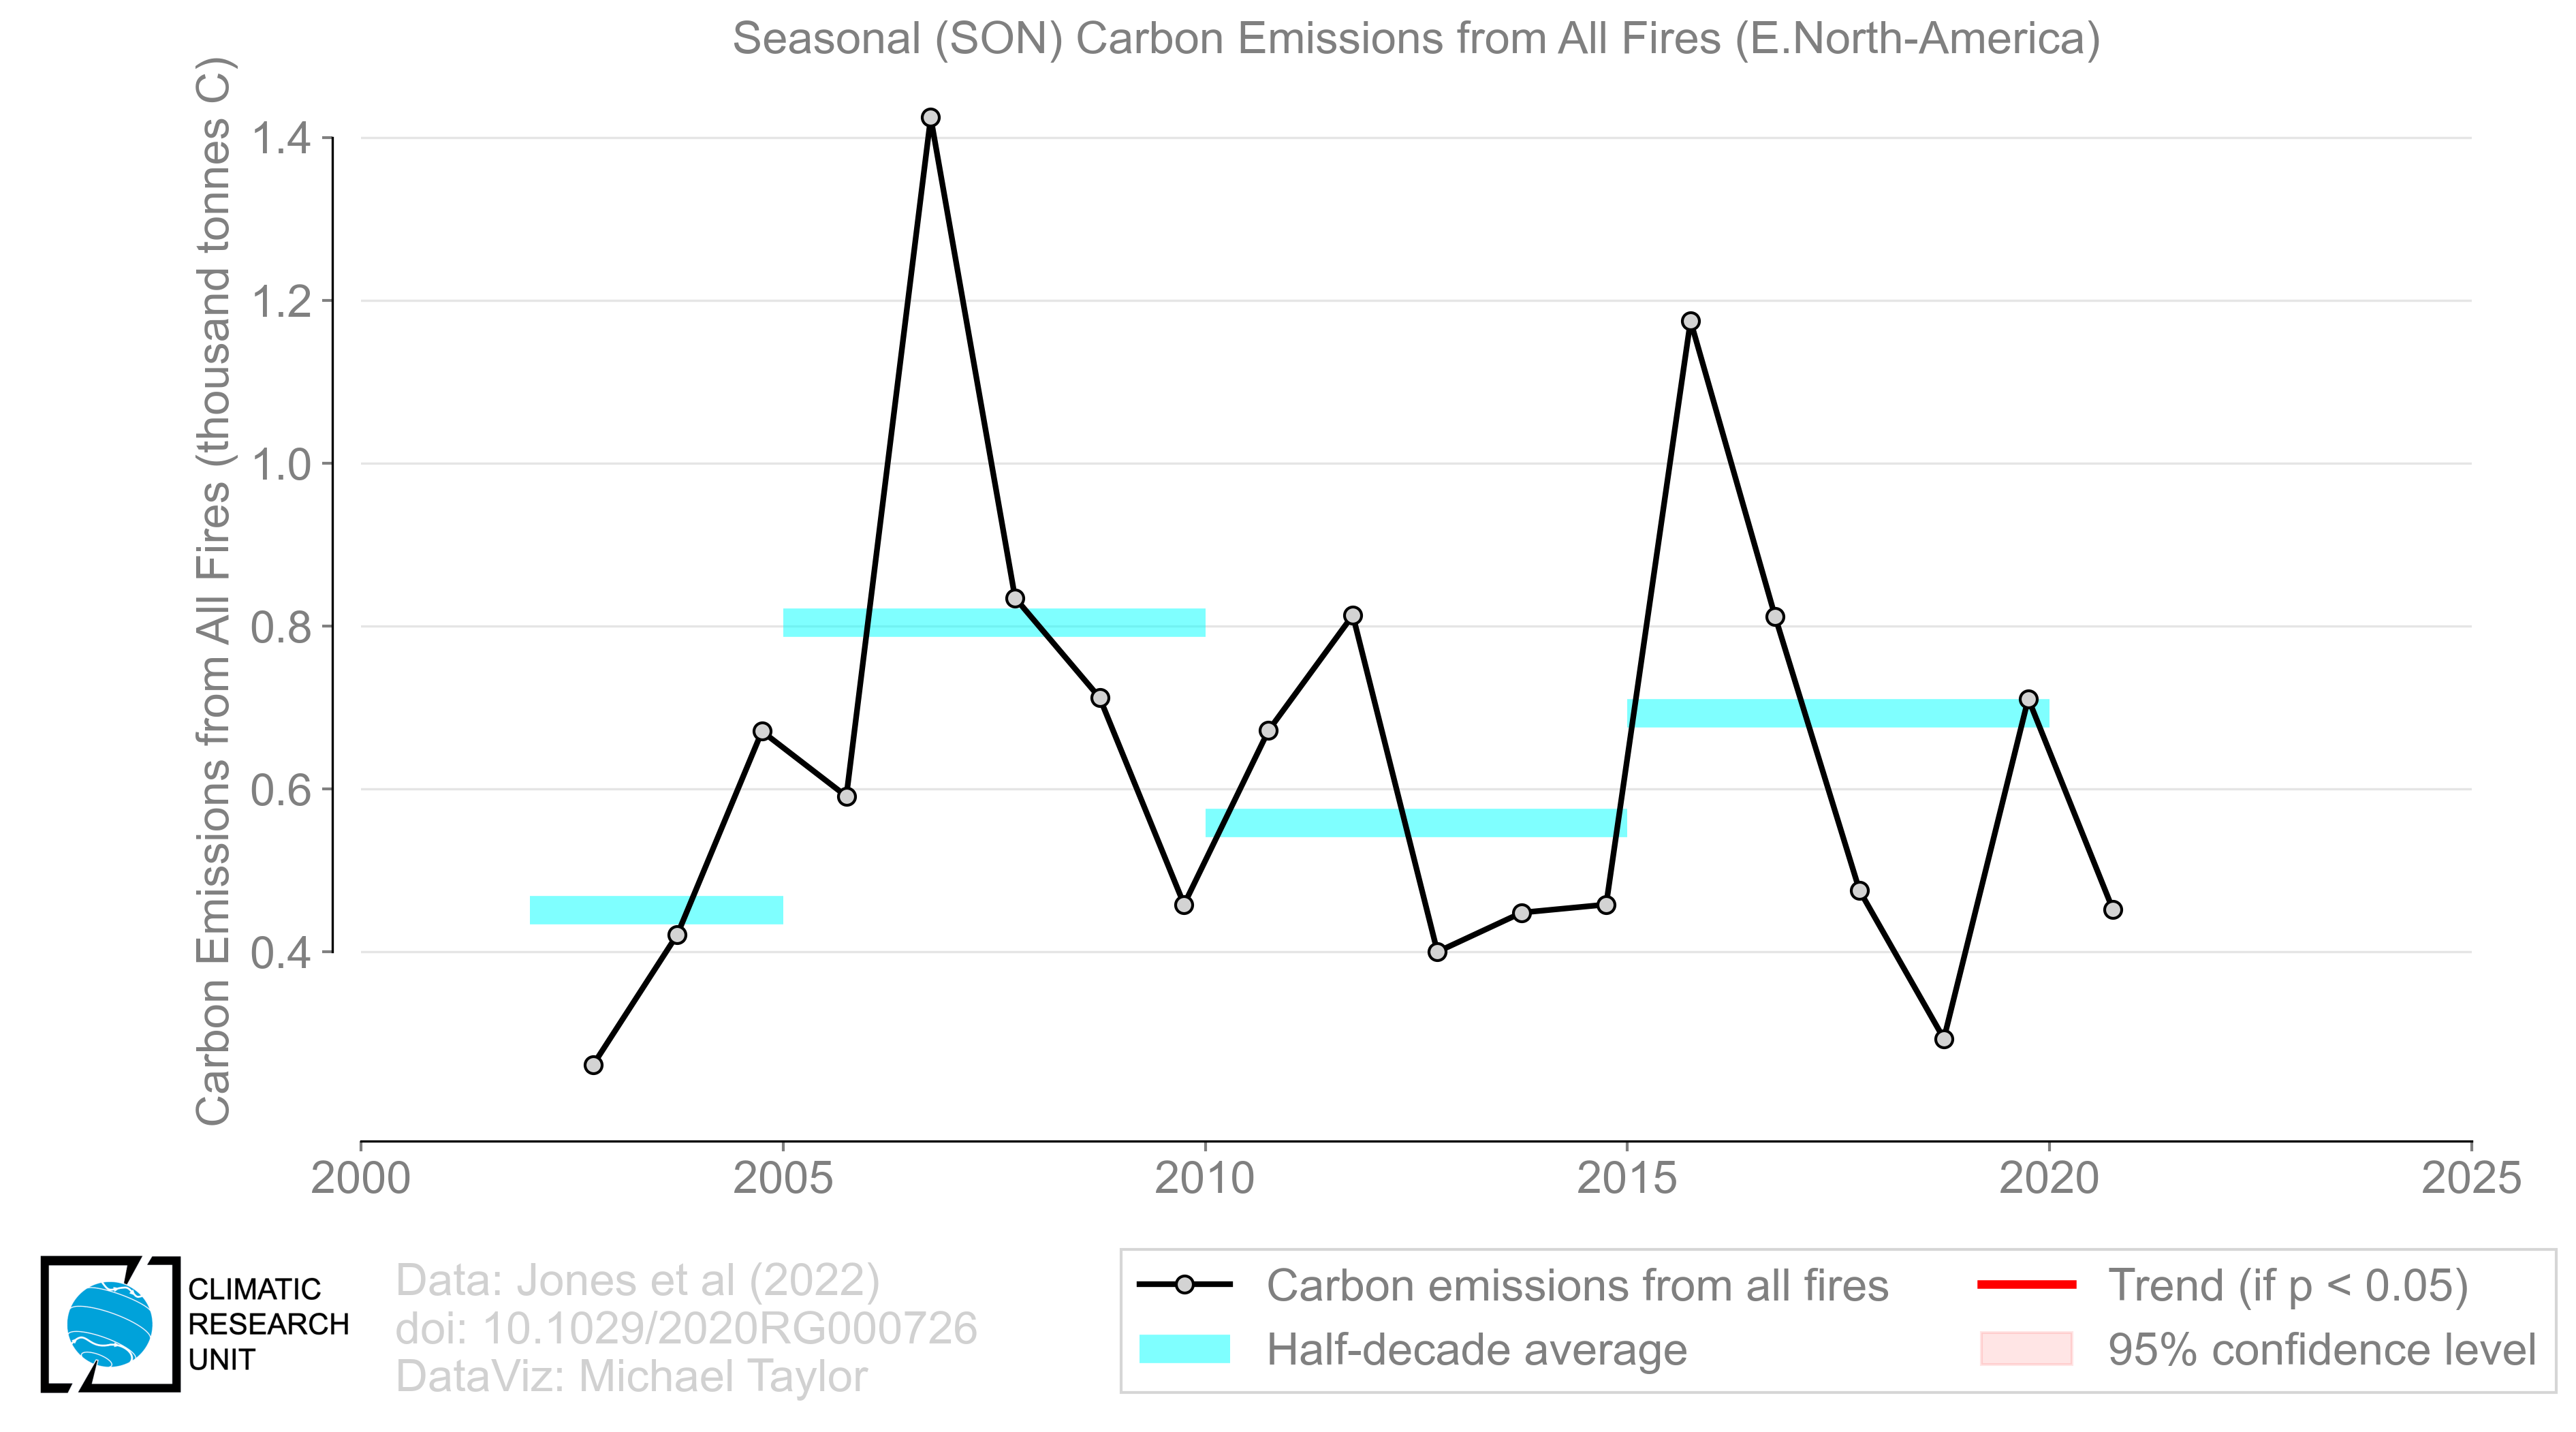 Seasonal (SON) Carbon Emissions from All Fires (E.North-America)
Carbon Emissions from All Fires (thousand tonnes C)
1.4
1.2
1.0
0.8
0.6
0.4
2000 2005 2010 2015 2020 2025
CLIMATIC
RESEARCH
UNIT
Data: Jones et al (2022)
doi: 10.1029/2020RG000726
DataViz: Michael Taylor
Carbon emissions from all fires
Half-decade average
Trend (if p < 0.05)
95% confidence level